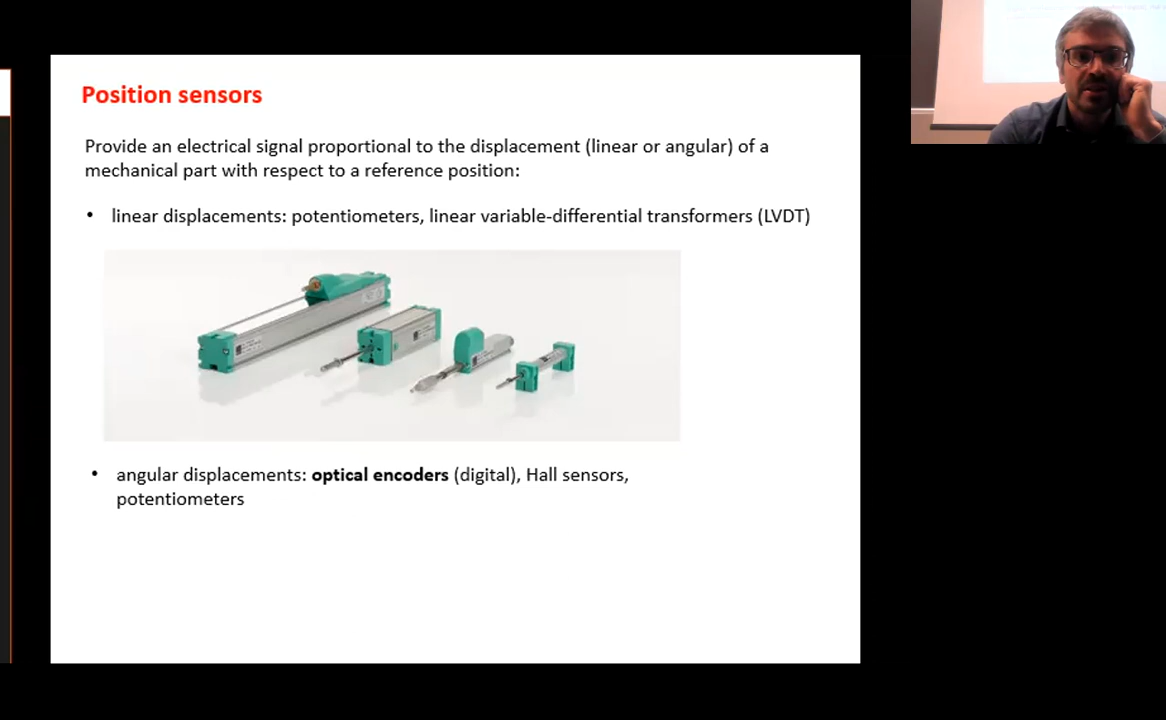 Position sensors
Provide an electrical signal proportional to the displacement (linear or angular) of a
mechanical part with respect to a reference position:
• linear displacements: potentiometers, linear variable-differential transformers (LVDT)
• angular displacements: optical encoders (digital), Hall sensors,
potentiometers